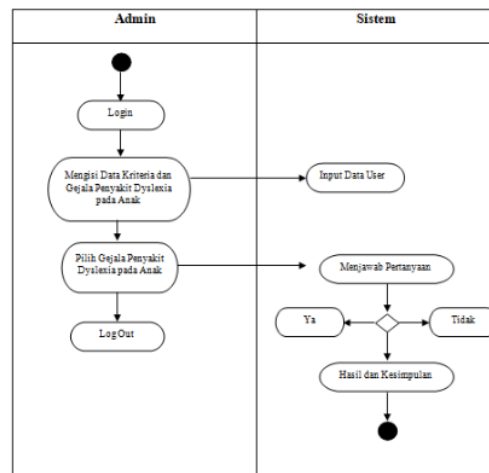 Admin
Sistem
Login
Mengisi Data Kriteria dan
Gejala Penyakit Dyslexia
pada Anak
Input Data User
Pilih Gejala Penyakit
Dyslexia pada Anak
Menjawab Pertanyaan
Ya
Tidak
Log Out
Hasil dan Kesimpulan